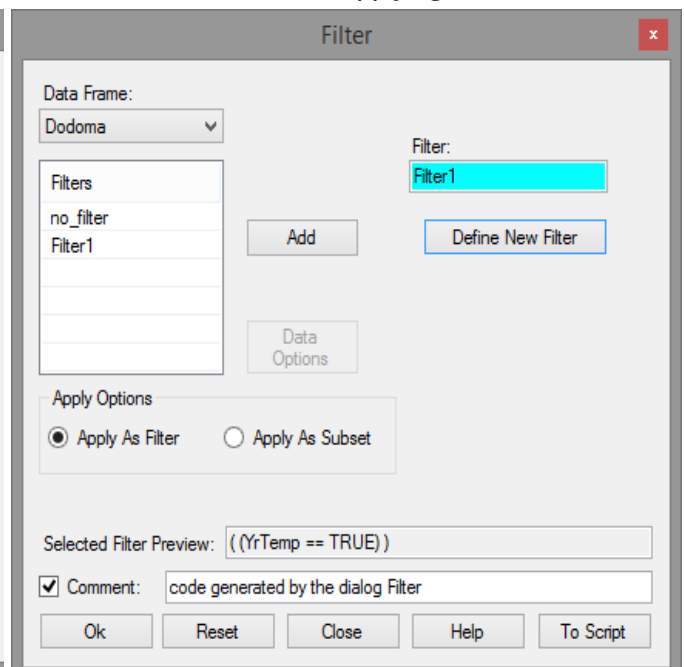 Filter
x
Data Frame:
Dodoma
Filter:
Filter1
Filters
no_filter
Filter1
Add
Define New Filter
Data
Options
Apply Options
Apply As Filter
Apply As Subset
Selected Filter Preview: ( (YrTemp == TRUE) )
Comment: code generated by the dialog Filter
Ok Reset Close Help To Script